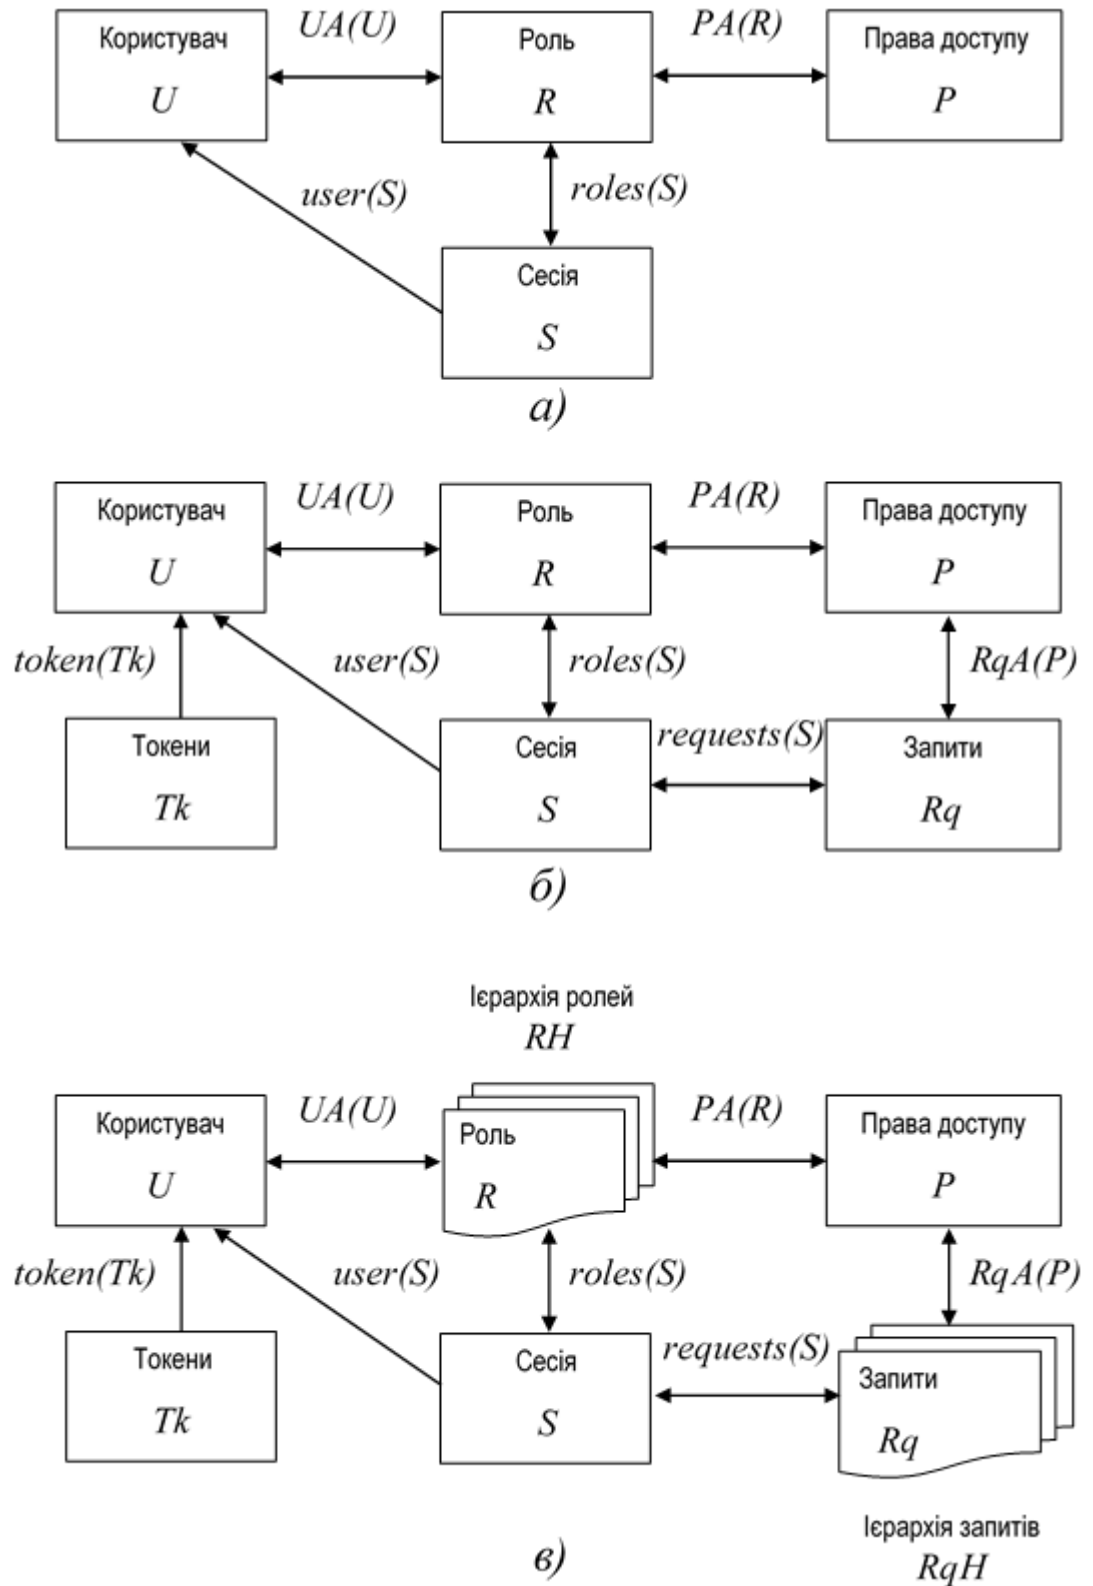 Користувач
U
UA(U)
Роль
R
PA(R)
Права доступу
P
user(S)
roles(S)
Сесія
S
а)
Користувач
U
UA(U)
Роль
R
PA(R)
Права доступу
P
token(Tk)
user(S)
roles(S)
RqA(P)
Токени
Tk
Сесія
S
requests(S)
Запити
Rq
б)
Ієрархія ролей
RH
Користувач
U
UA(U)
Роль
R
PA(R)
Права доступу
P
token(Tk)
user(S)
roles(S)
RqA(P)
Токени
Tk
Сесія
S
requests(S)
Запити
Rq
Ієрархія запитів
RqH
в)